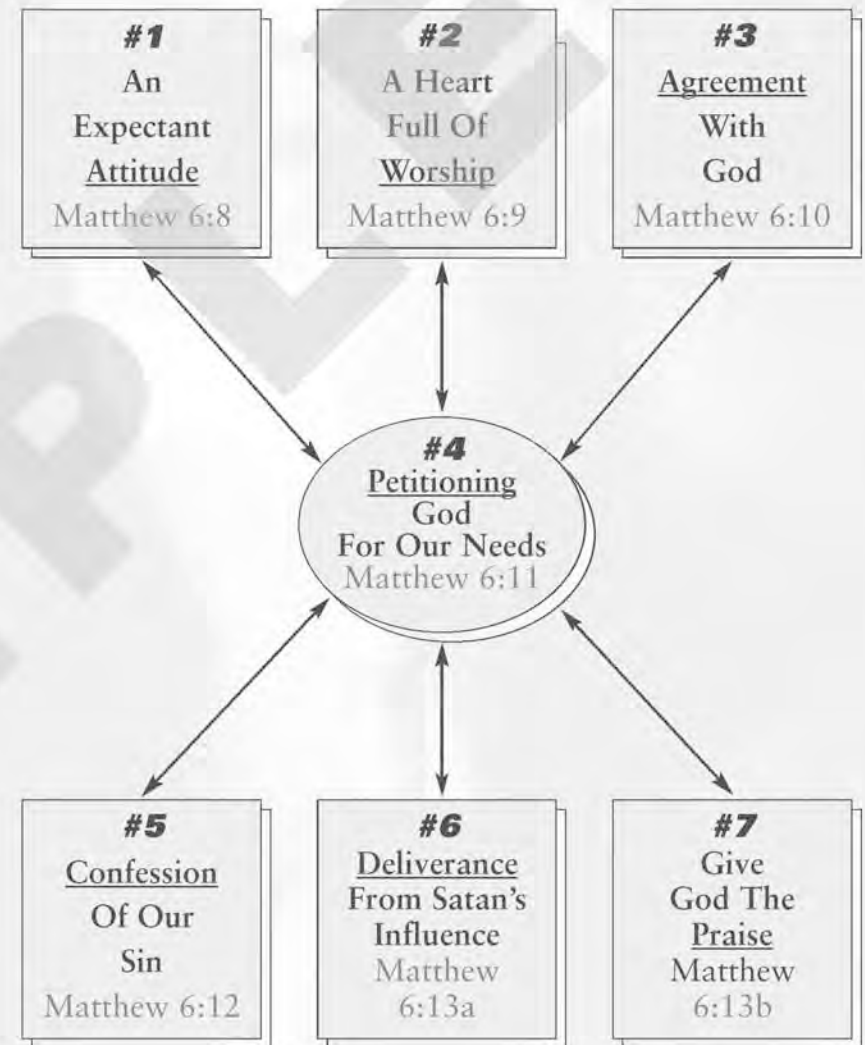 #1
An
Expectant
Attitude
Matthew 6:8
#2
A Heart
Full Of
Worship
Matthew 6:9
#3
Agreement
With
God
Matthew 6:10
#4
Petitioning
God
For Our Needs
Matthew 6:11
#5
Confession
Of Our
Sin
Matthew 6:12
#6
Deliverance
From Satan's
Influence
Matthew
6:13a
#7
Give
God The
Praise
Matthew
6:13b